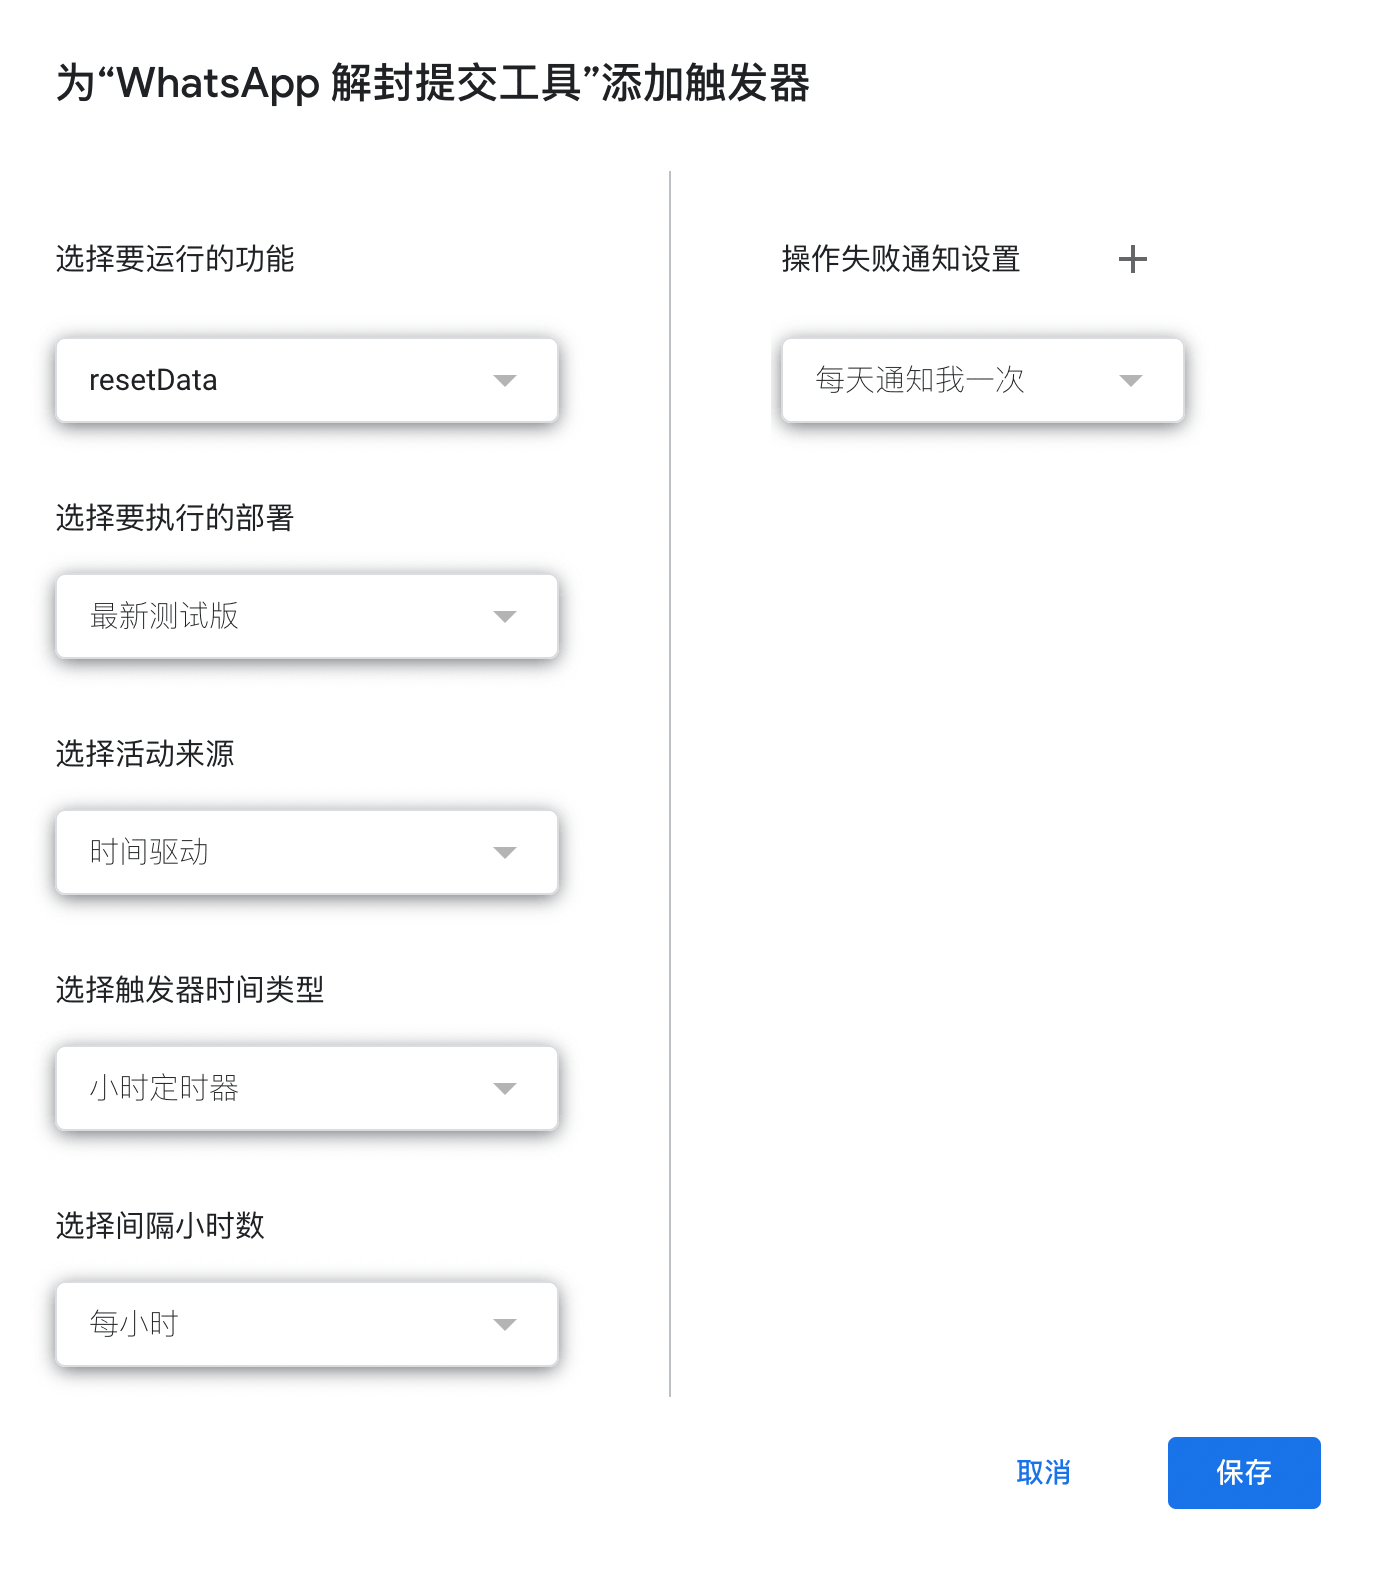 为“WhatsApp 解封提交工具”添加触发器
选择要运行的功能
resetData
选择要执行的部署
最新测试版
选择活动来源
时间驱动
选择触发器时间类型
小时定时器
选择间隔小时数
每小时
操作失败通知设置
每天通知我一次
取消
保存